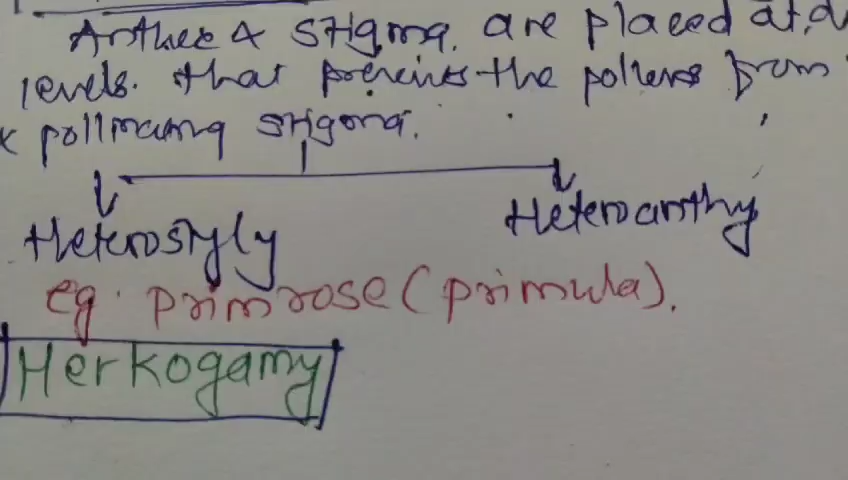 Anther & stigma. are placed at
levels. that prevents the pollens from
pollinating stigma.
Heterostyly Heteroanthy
eg. primrose (primula).
Herkogamy